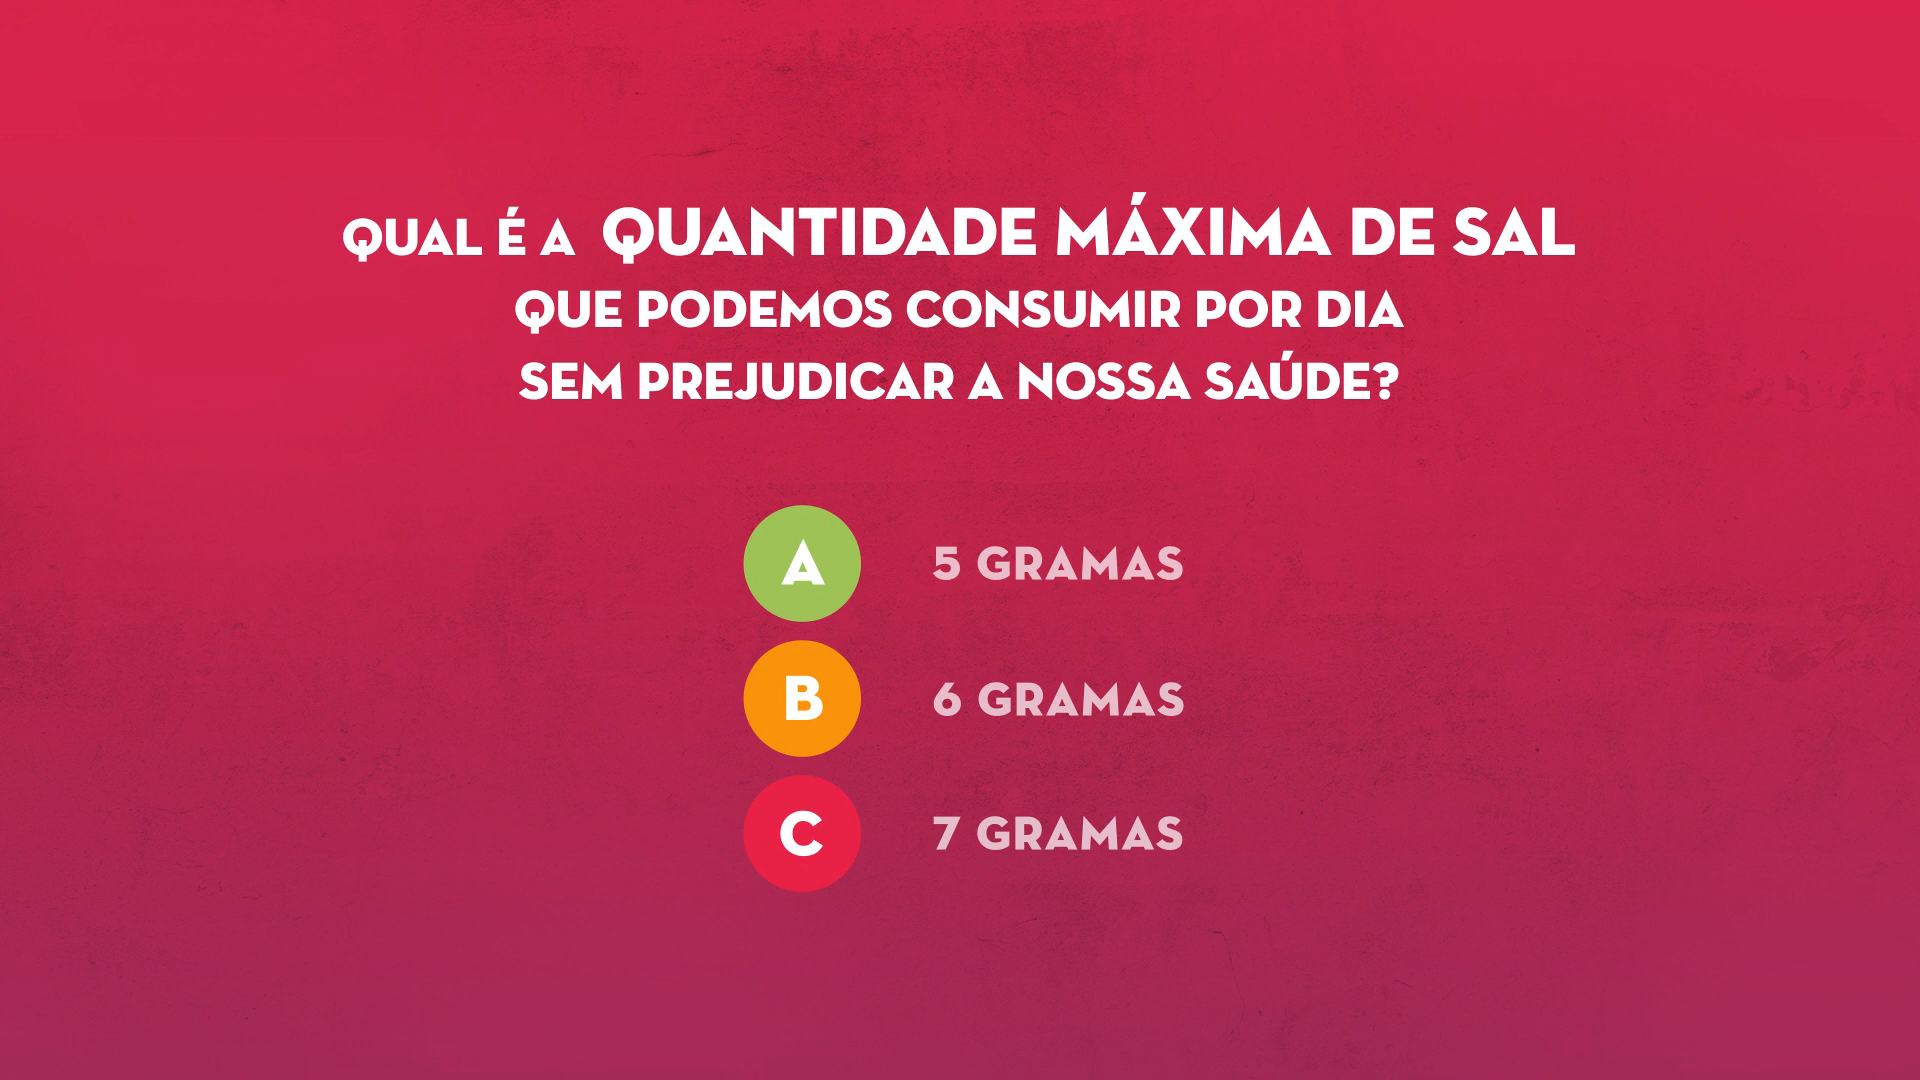 QUAL É A QUANTIDADE MÁXIMA DE SAL
QUE PODEMOS CONSUMIR POR DIA
SEM PREJUDICAR A NOSSA SAÚDE?
A 5 GRAMAS
B 6 GRAMAS
C 7 GRAMAS